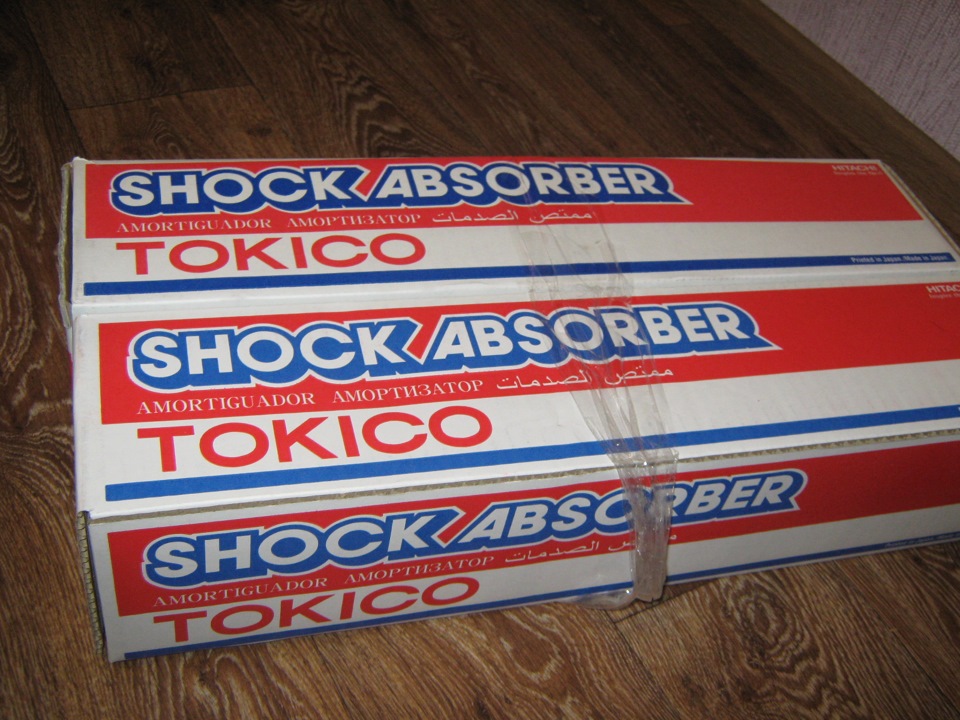 SHOCK ABSORBER
HITACHI
AMORTIGUADOR АМОРТИЗАТОР ممتص الصدمات
TOKICO
Printed in Japan /Made in Japan.
SHOCK ABSORBER
AMORTIGUADOR АМОРТИЗАТОР ممتص الصدمات
TOKICO
SHOCK ABSORBER
AMORTIGUADOR АМОРТИЗАТОР ممتص الصدمات
TOKICO